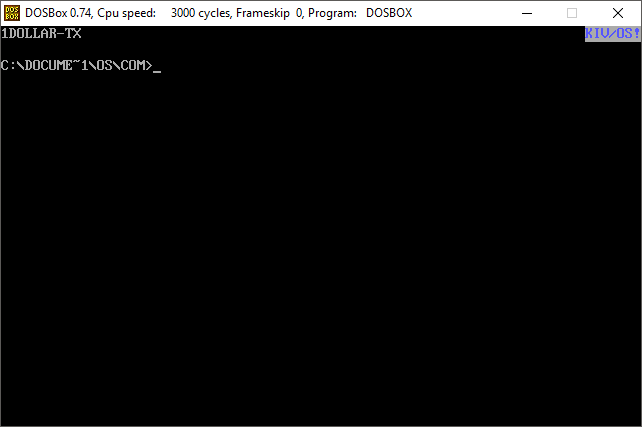 DOSBox 0.74, Cpu speed: 3000 cycles, Frameskip 0, Program: DOSBOX
1DOLLAR-TX KIV/OS!
C:\DOCUME~1\OS\COM>_